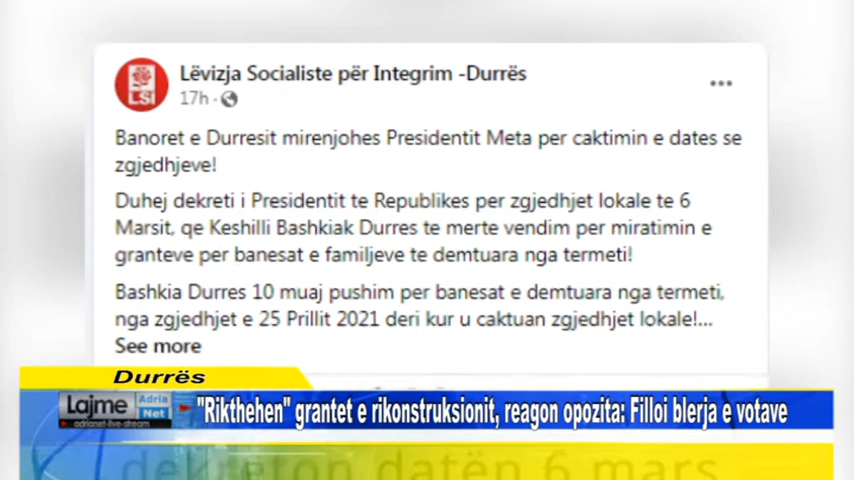 Lëvizja Socialiste për Integrim -Durrës
LSI
17h ·
Banoret e Durresit mirenjohes Presidentit Meta per caktimin e dates se
zgjedhjeve!
Duhej dekreti i Presidentit te Republikes per zgjedhjet lokale te 6
Marsit, qe Keshilli Bashkiak Durres te merte vendim per miratimin e
granteve per banesat e familjeve te demtuara nga termeti!
Bashkia Durres 10 muaj pushim per banesat e demtuara nga termeti,
nga zgjedhjet e 25 Prillit 2021 deri kur u caktuan zgjedhjet lokale!...
See more
Durrës
Lajme
Adria
Net
adrianet-live-stream
"Rikthehen" grantet e rikonstruksionit, reagon opozita: Filloi blerja e votave
dekreton datën 6 mars